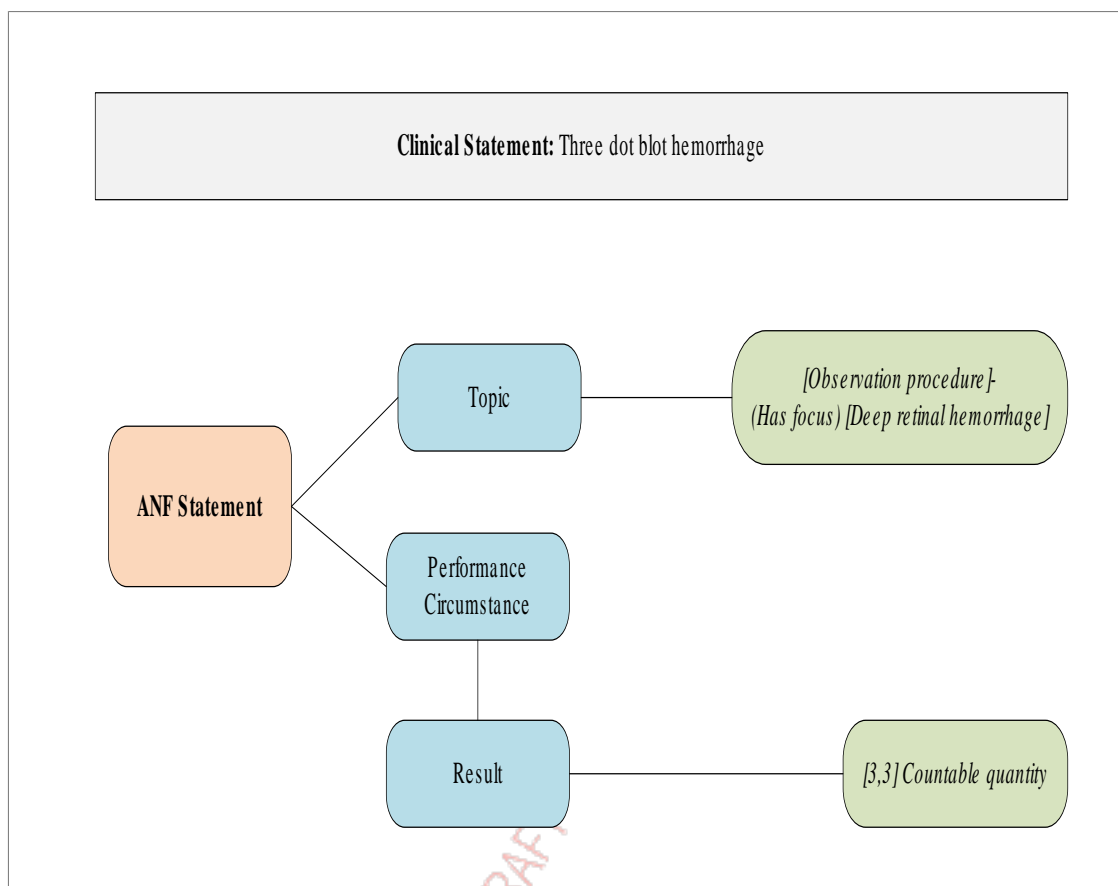 Clinical Statement: Three dot blot hemorrhage
Topic
[Observation procedure]-
(Has focus) [Deep retinal hemorrhage]
ANF Statement
Performance
Circumstance
Result
[3,3] Countable quantity